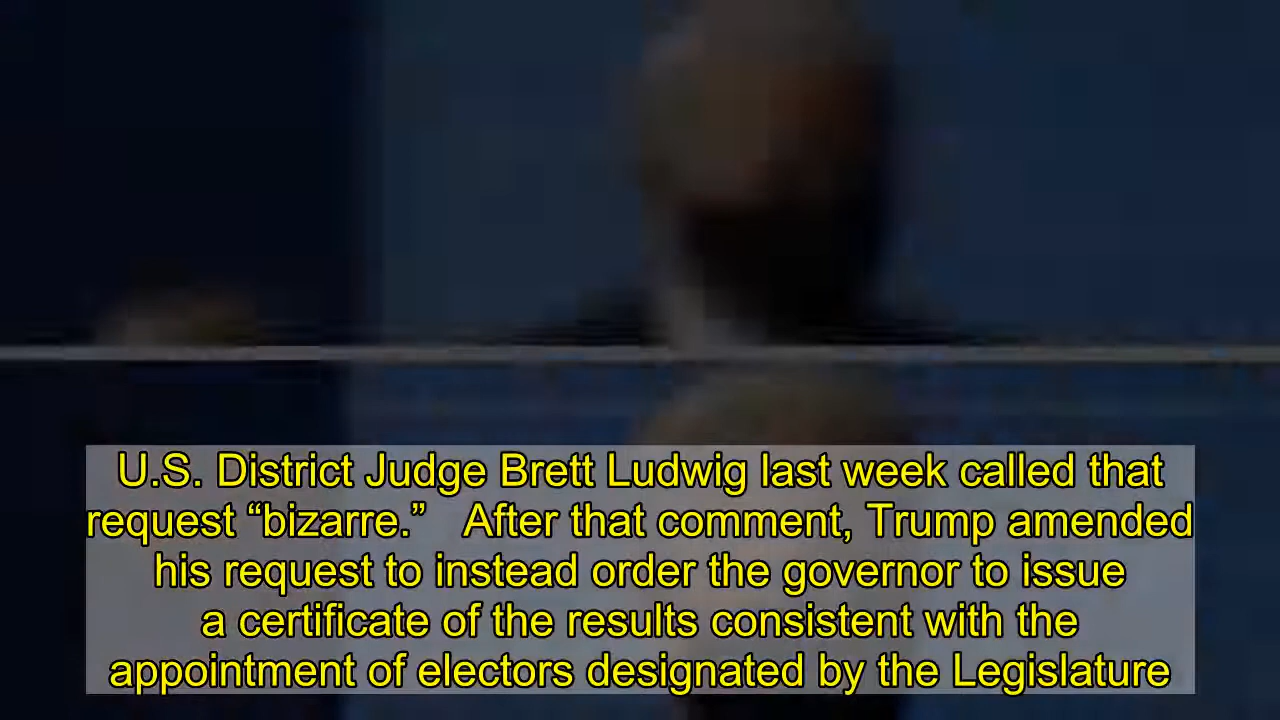 U.S. District Judge Brett Ludwig last week called that
request “bizarre.”   After that comment, Trump amended
his request to instead order the governor to issue
a certificate of the results consistent with the
appointment of electors designated by the Legislature